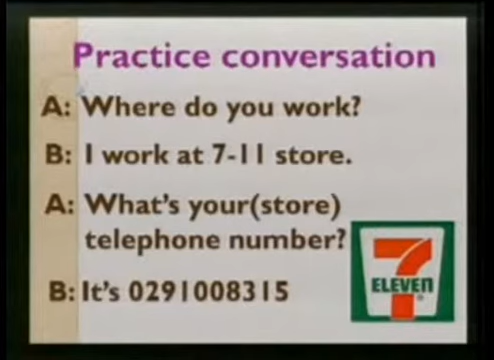 Practice conversation
A: Where do you work?
B: I work at 7-11 store.
A: What's your(store)
telephone number?
B: It's 0291008315
7
ELEVEn
®